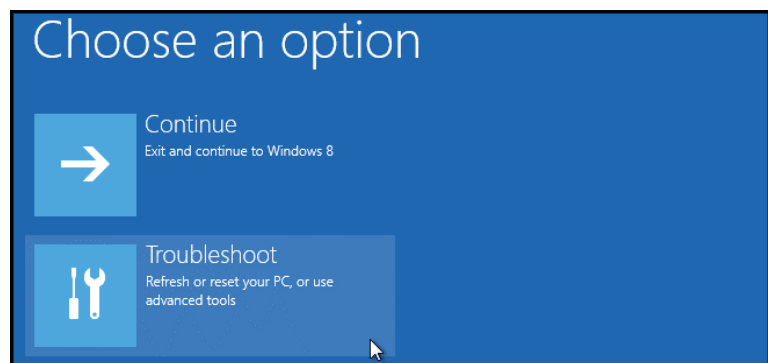 Choose an option
Continue
Exit and continue to Windows 8
Troubleshoot
Refresh or reset your PC, or use
advanced tools